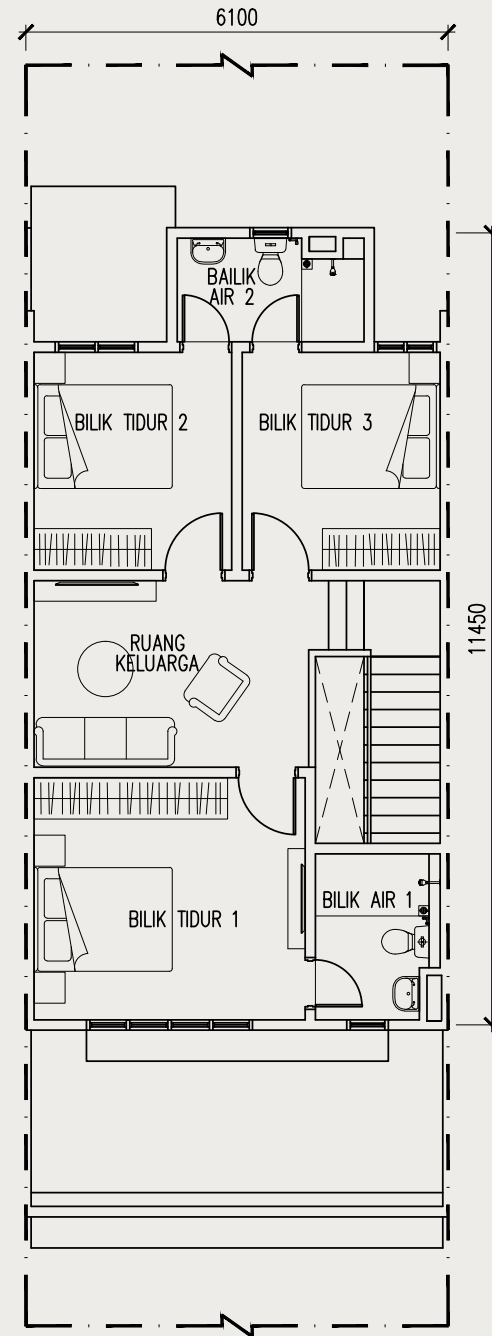 6100
BAILIK
AIR 2
BILIK TIDUR 2
BILIK TIDUR 3
11450
RUANG
KELUARGA
BILIK AIR 1
BILIK TIDUR 1